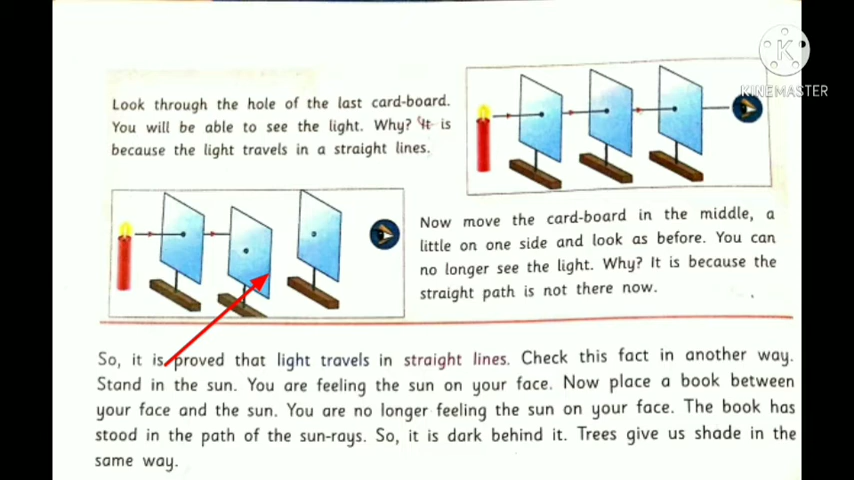 Look through the hole of the last card-board.
You will be able to see the light. Why? It is
because the light travels in a straight lines.
K
KINEMASTER
Now move the card-board in the middle, a
little on one side and look as before. You can
no longer see the light. Why? It is because the
straight path is not there now.
So, it is proved that light travels in straight lines. Check this fact in another way.
Stand in the sun. You are feeling the sun on your face. Now place a book between
your face and the sun. You are no longer feeling the sun on your face. The book has
stood in the path of the sun-rays. So, it is dark behind it. Trees give us shade in the
same way.